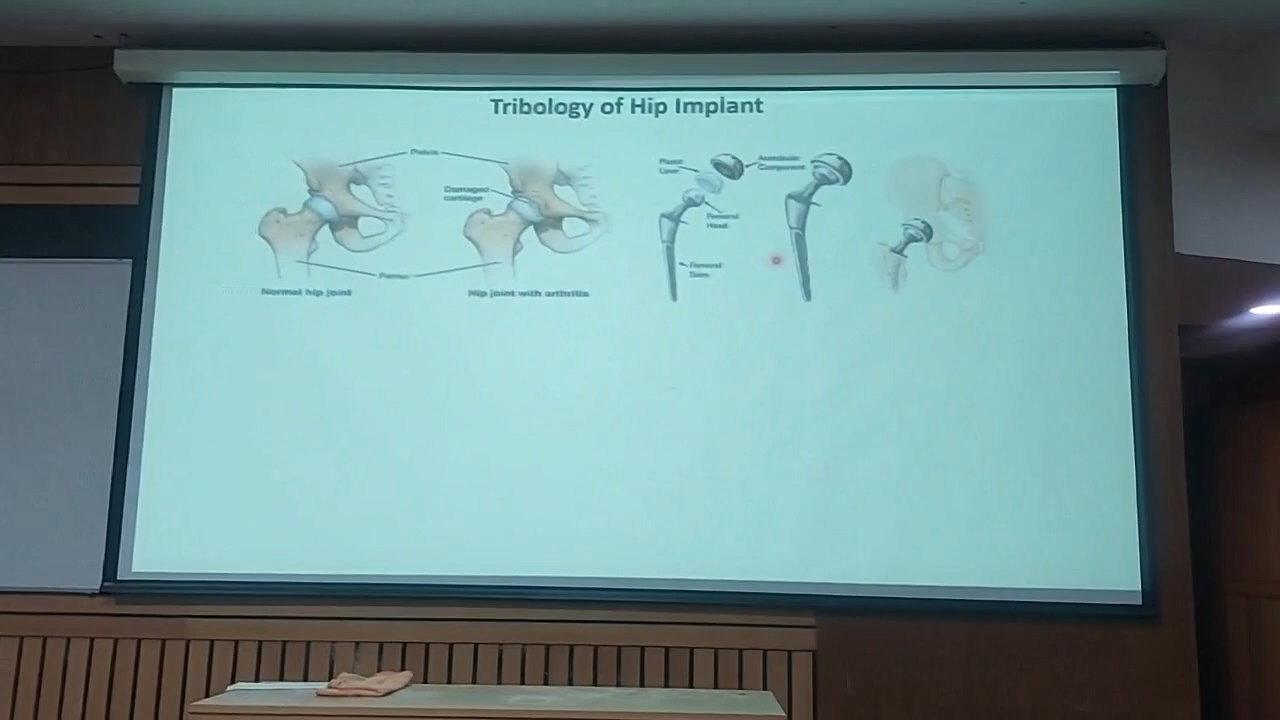 Tribology of Hip Implant
Pelvis
Damaged
cartilage
Femur
Normal hip joint
Hip joint with arthritis
Plastic
Liner
Acetabular
Component
Femoral
Head
Femoral
Stem